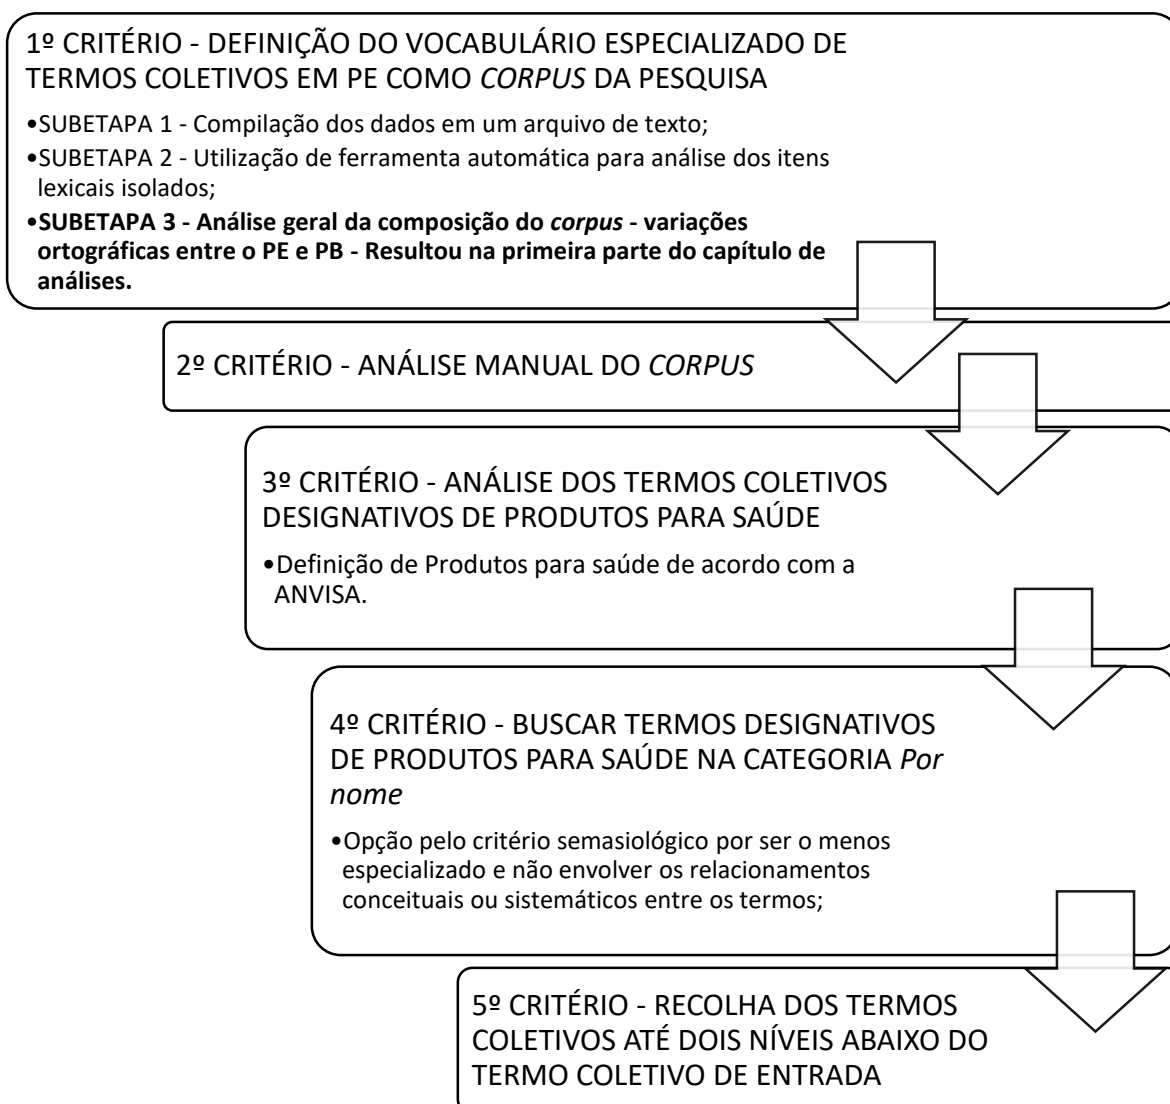 1º CRITÉRIO - DEFINIÇÃO DO VOCABULÁRIO ESPECIALIZADO DE
TERMOS COLETIVOS EM PE COMO CORPUS DA PESQUISA
•SUBETAPA 1 - Compilação dos dados em um arquivo de texto;
•SUBETAPA 2 - Utilização de ferramenta automática para análise dos itens
lexicais isolados;
•SUBETAPA 3 - Análise geral da composição do corpus - variações
ortográficas entre o PE e PB - Resultou na primeira parte do capítulo de
análises.
2º CRITÉRIO - ANÁLISE MANUAL DO CORPUS
3º CRITÉRIO - ANÁLISE DOS TERMOS COLETIVOS
DESIGNATIVOS DE PRODUTOS PARA SAÚDE
•Definição de Produtos para saúde de acordo com a
ANVISA.
4º CRITÉRIO - BUSCAR TERMOS DESIGNATIVOS
DE PRODUTOS PARA SAÚDE NA CATEGORIA Por
nome
•Opção pelo critério semasiológico por ser o menos
especializado e não envolver os relacionamentos
conceituais ou sistemáticos entre os termos;
5º CRITÉRIO - RECOLHA DOS TERMOS
COLETIVOS ATÉ DOIS NÍVEIS ABAIXO DO
TERMO COLETIVO DE ENTRADA